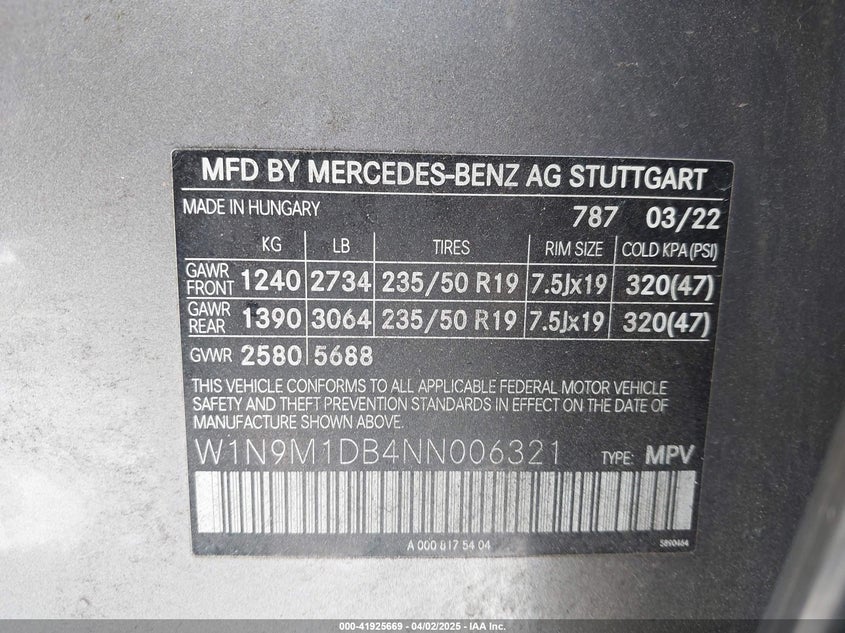 MFD BY MERCEDES-BENZ AG STUTTGART
MADE IN HUNGARY 787 03/22
KG LB TIRES RIM SIZE COLD KPA (PSI)
GAWR FRONT 1240 2734 235/50 R19 7.5Jx19 320(47)
GAWR REAR 1390 3064 235/50 R19 7.5Jx19 320(47)
GVWR 2580 5688
THIS VEHICLE CONFORMS TO ALL APPLICABLE FEDERAL MOTOR VEHICLE
SAFETY AND THEFT PREVENTION STANDARDS IN EFFECT ON THE DATE OF
MANUFACTURE SHOWN ABOVE.
W1N9M1DB4NN006321 TYPE: MPV
A 000 817 54 04 5890464
000-41925669 | 04/02/2025 - IAA Inc.